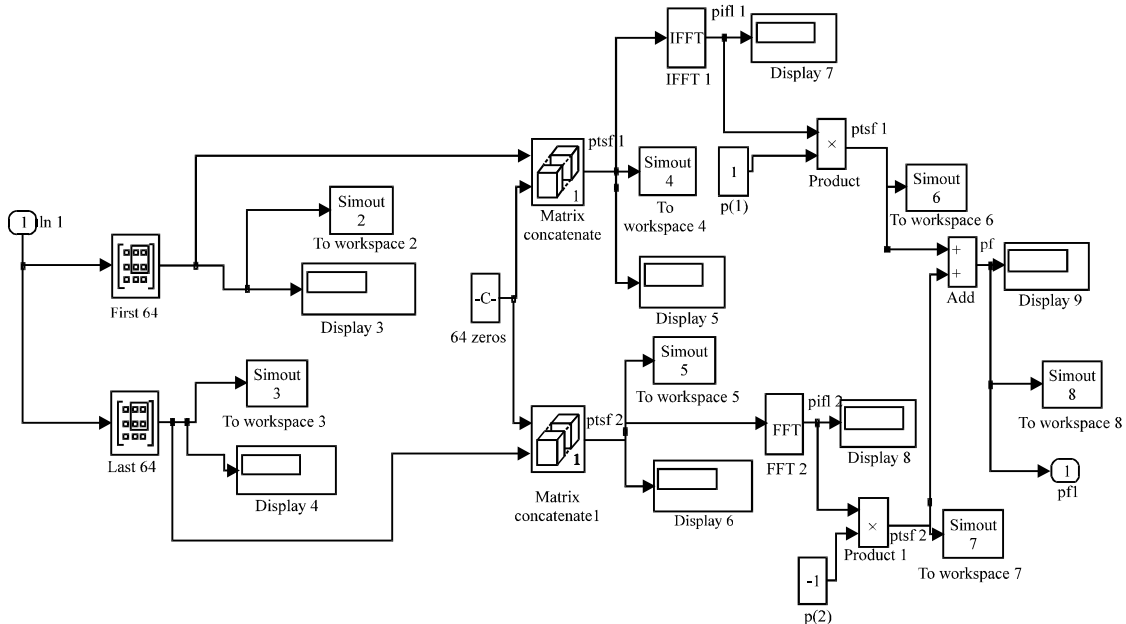 pifl 1
IFFT
IFFT 1
Display 7
ptsf 1
ptsf 1
×
Product
1
p(1)
Simout
4
To
workspace 4
1
Matrix
concatenate
Simout
6
To workspace 6
Simout
2
To workspace 2
1
In 1
First 64
Display 3
-C-
64 zeros
Display 5
+
+
Add
pf
Display 9
Simout
5
To workspace 5
Simout
3
To workspace 3
Simout
8
To workspace 8
Last 64
Display 4
1
Matrix
concatenate1
ptsf 2
Display 6
FFT
FFT 2
pifl 2
Display 8
1
pf1
×
Product 1
ptsf 2
Simout
7
To workspace 7
-1
p(2)